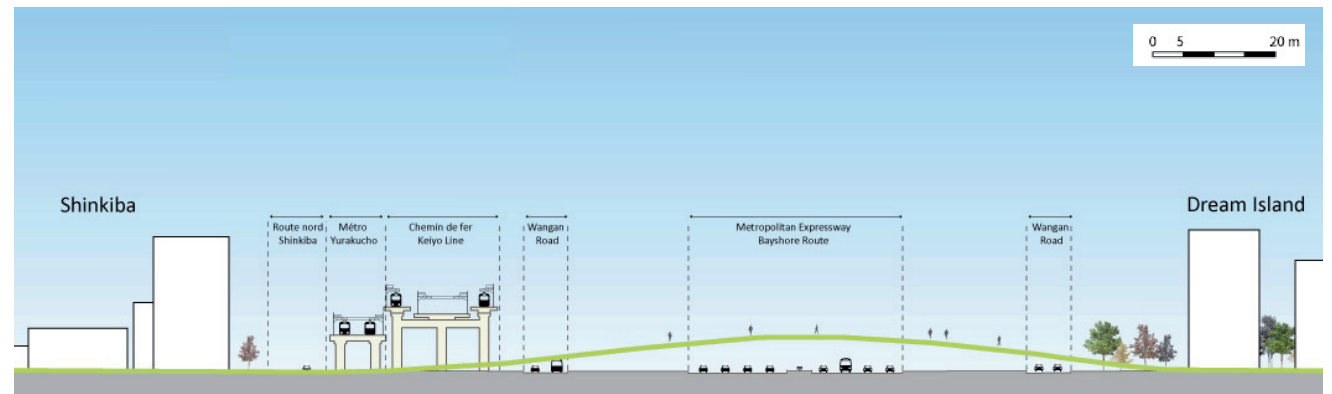 0 5 20 m
Shinkiba
Dream Island
Route nord
Shinkiba
Métro
Yurakucho
Chemin de fer
Keiyo Line
Wangan
Road
Metropolitan Expressway
Bayshore Route
Wangan
Road